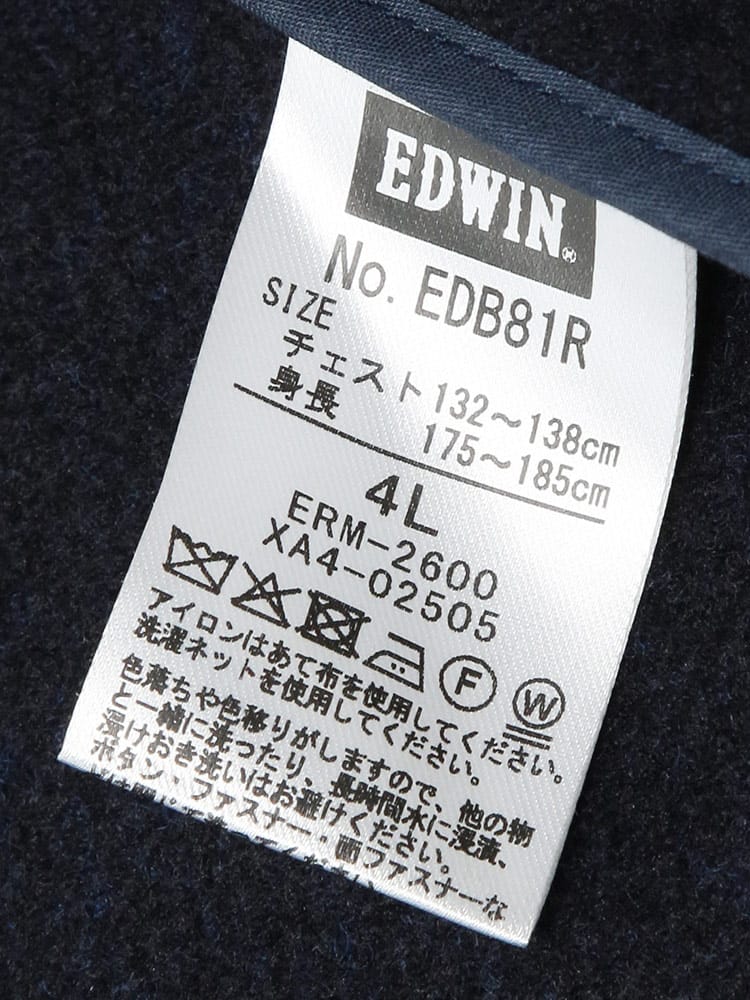 EDWIN
No. EDB81R
SIZE
チェスト 132～138cm
身長 175～185cm
4L
ERM-2600
XA4-02505
F W
アイロンはあて布を使用してください。
洗濯ネットを使用してください。
色落ちや色移りがしますので、他の物
と一緒に洗ったり、長時間水に浸漬、
浸けおき洗いはお避けください。
ボタン・ファスナー・面ファスナーな